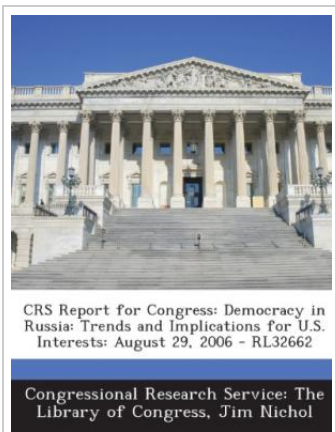 CRS Report for Congress: Democracy in
Russia: Trends and Implications for U.S.
Interests: August 29, 2006 - RL32662
Congressional Research Service: The
Library of Congress, Jim Nichol